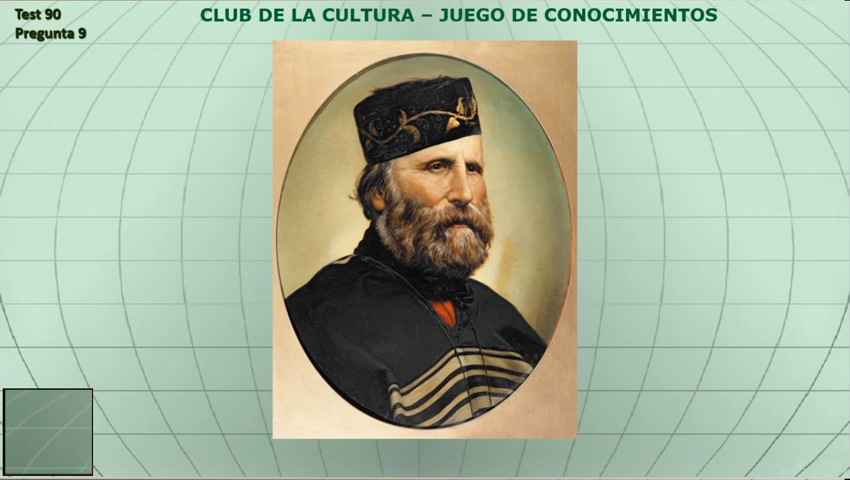 Test 90
Pregunta 9
CLUB DE LA CULTURA – JUEGO DE CONOCIMIENTOS